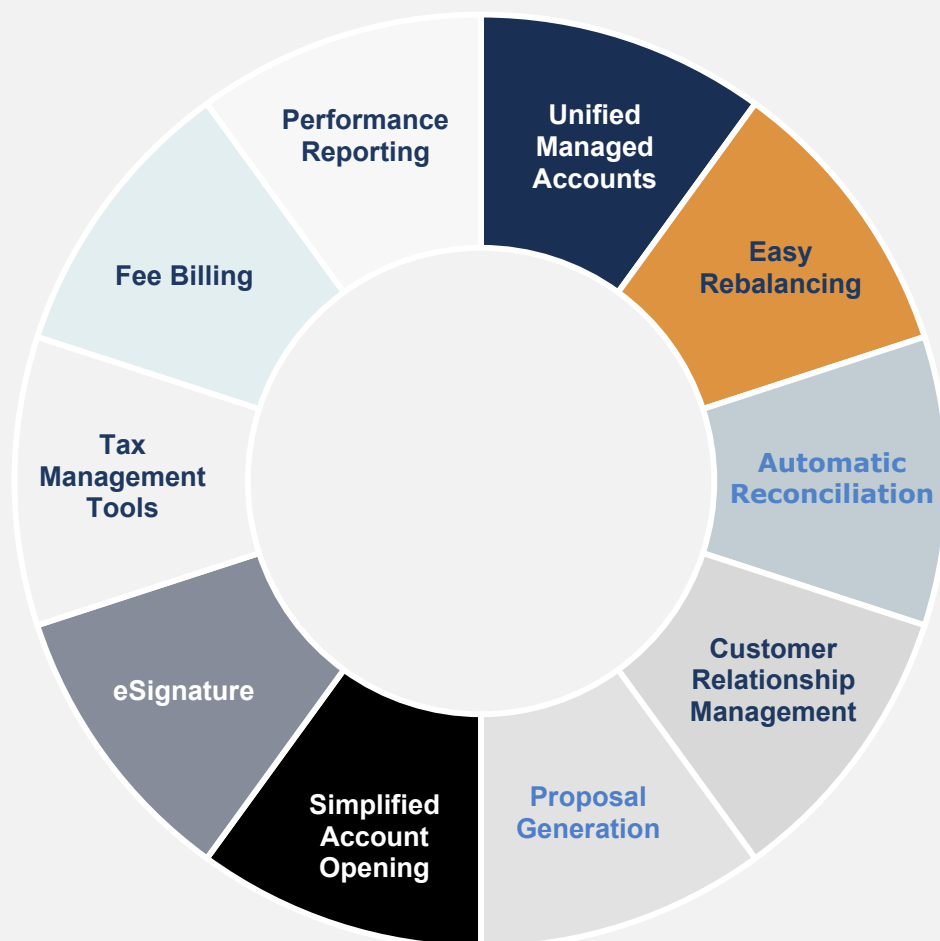 Unified
Managed
Accounts
Easy
Rebalancing
Automatic
Reconciliation
Customer
Relationship
Management
Proposal
Generation
Simplified
Account
Opening
eSignature
Tax
Management
Tools
Fee Billing
Performance
Reporting